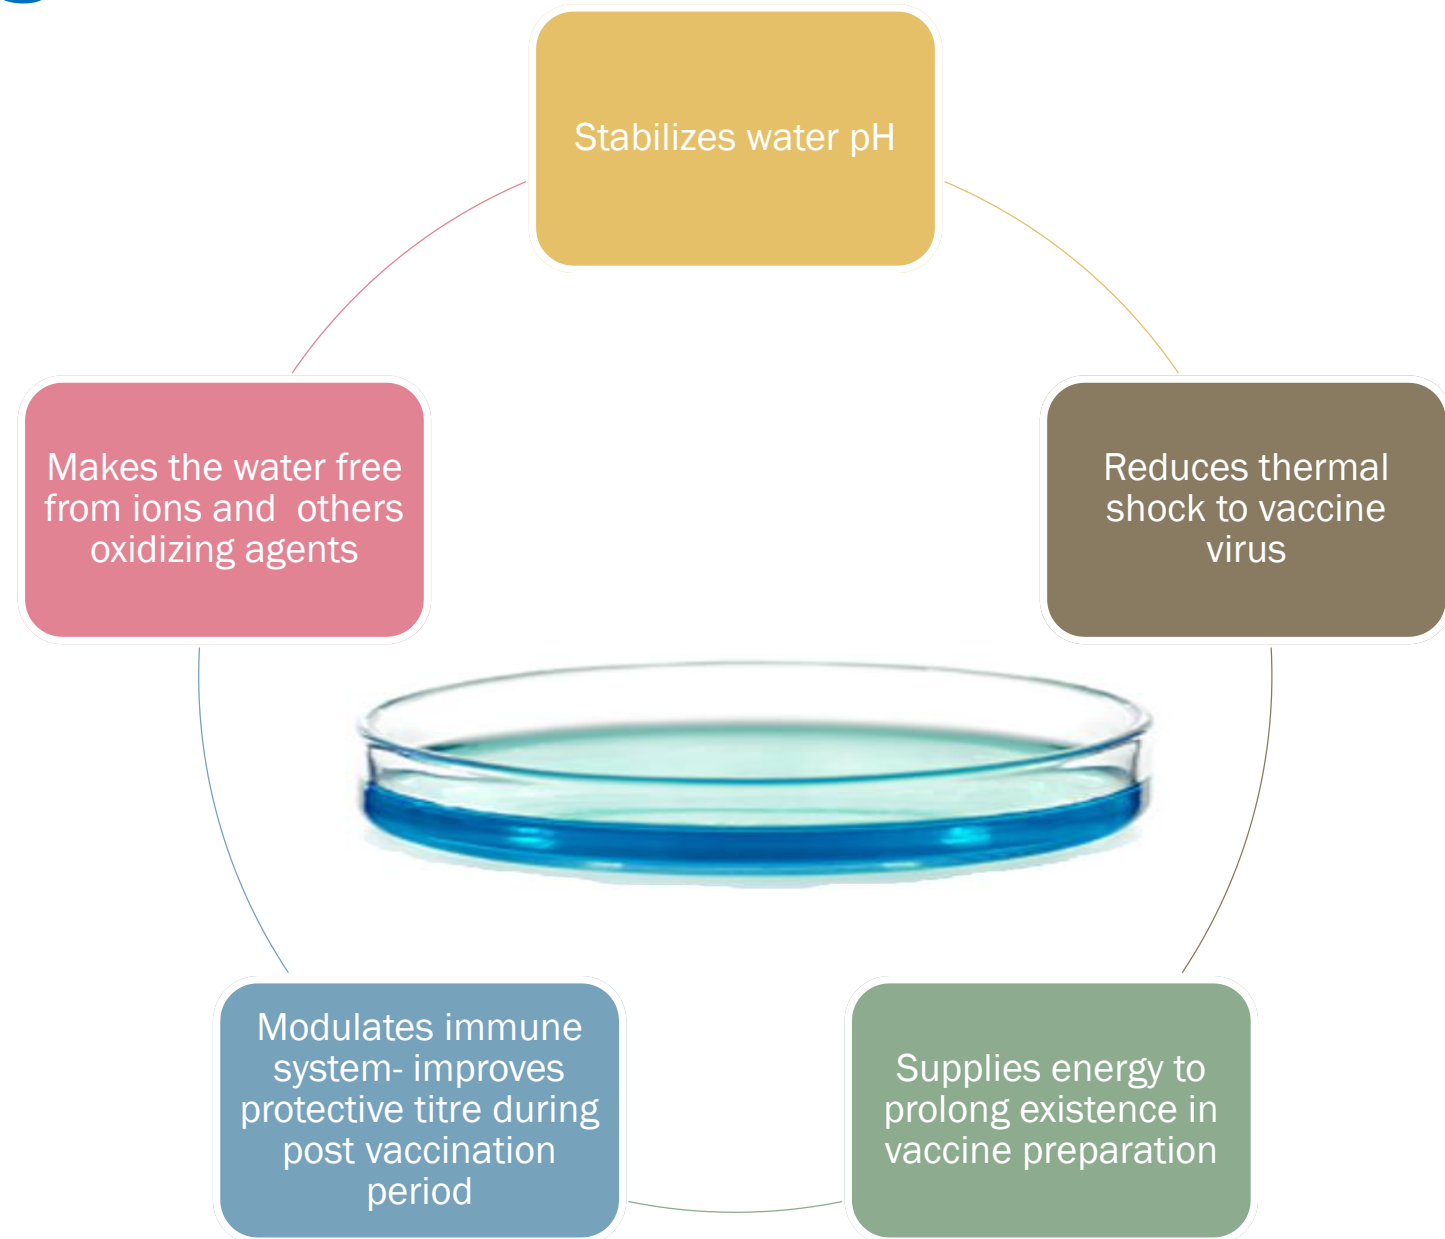 Stabilizes water pH
Reduces thermal
shock to vaccine
virus
Supplies energy to
prolong existence in
vaccine preparation
Modulates immune
system- improves
protective titre during
post vaccination
period
Makes the water free
from ions and  others
oxidizing agents